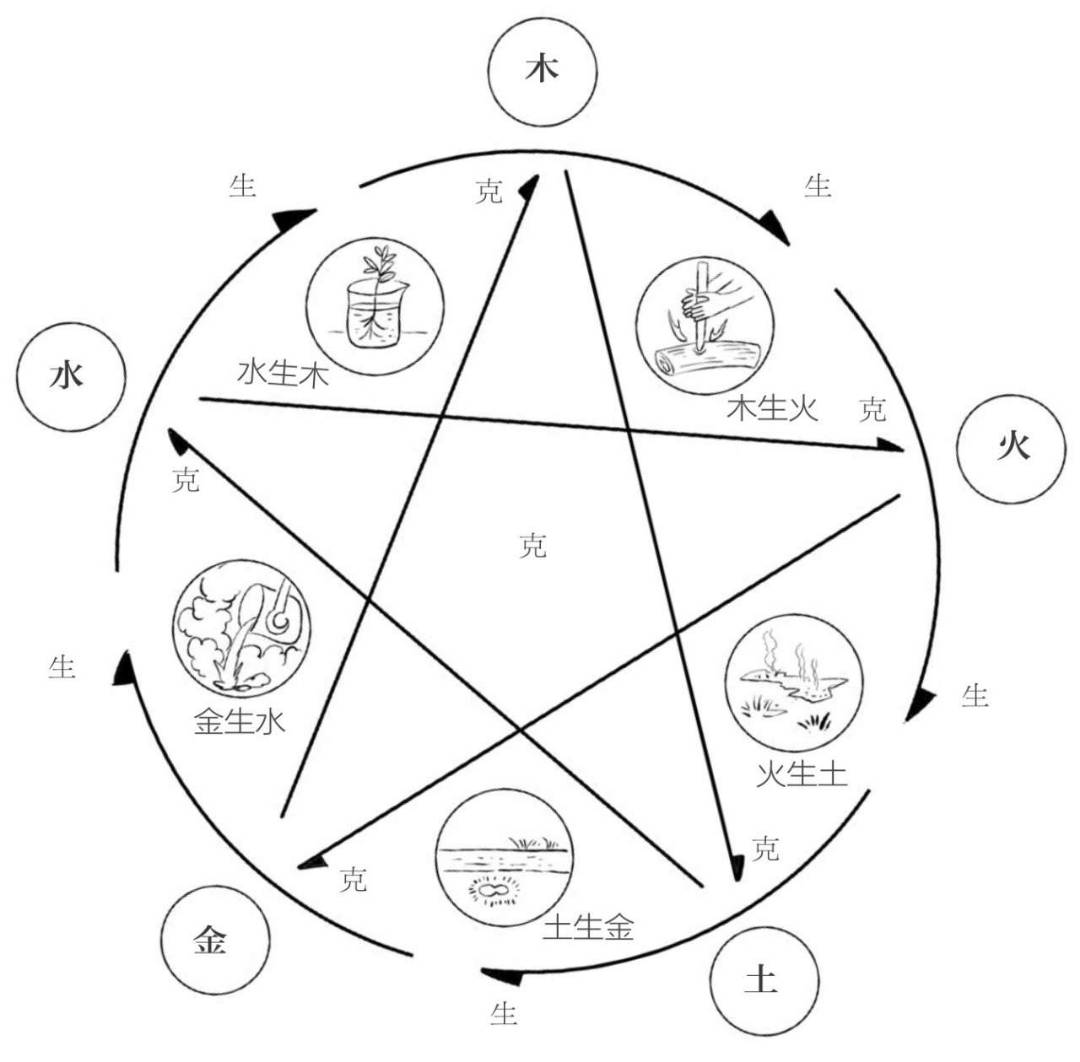 木
生
克
生
水
水生木
木生火
克
火
克
克
生
金生水
火生土
生
克
克
土生金
金
土
生